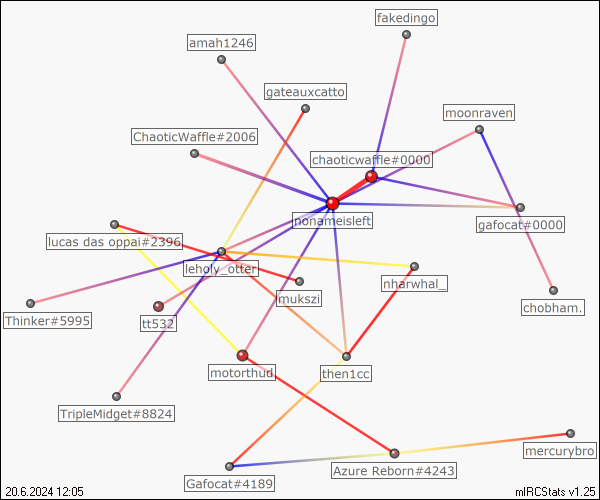 fakedingo
amah1246
gateauxcatto
moonraven
ChaoticWaffle#2006
chaoticwaffle#0000
nonameisleft
gafocat#0000
lucas das oppai#2396
leholy_otter
nharwhal_
mukszi
chobham.
Thinker#5995
tt532
motorthud
then1cc
TripleMidget#8824
mercurybro
Azure Reborn#4243
Gafocat#4189
20.6.2024 12:05
mIRCStats v1.25